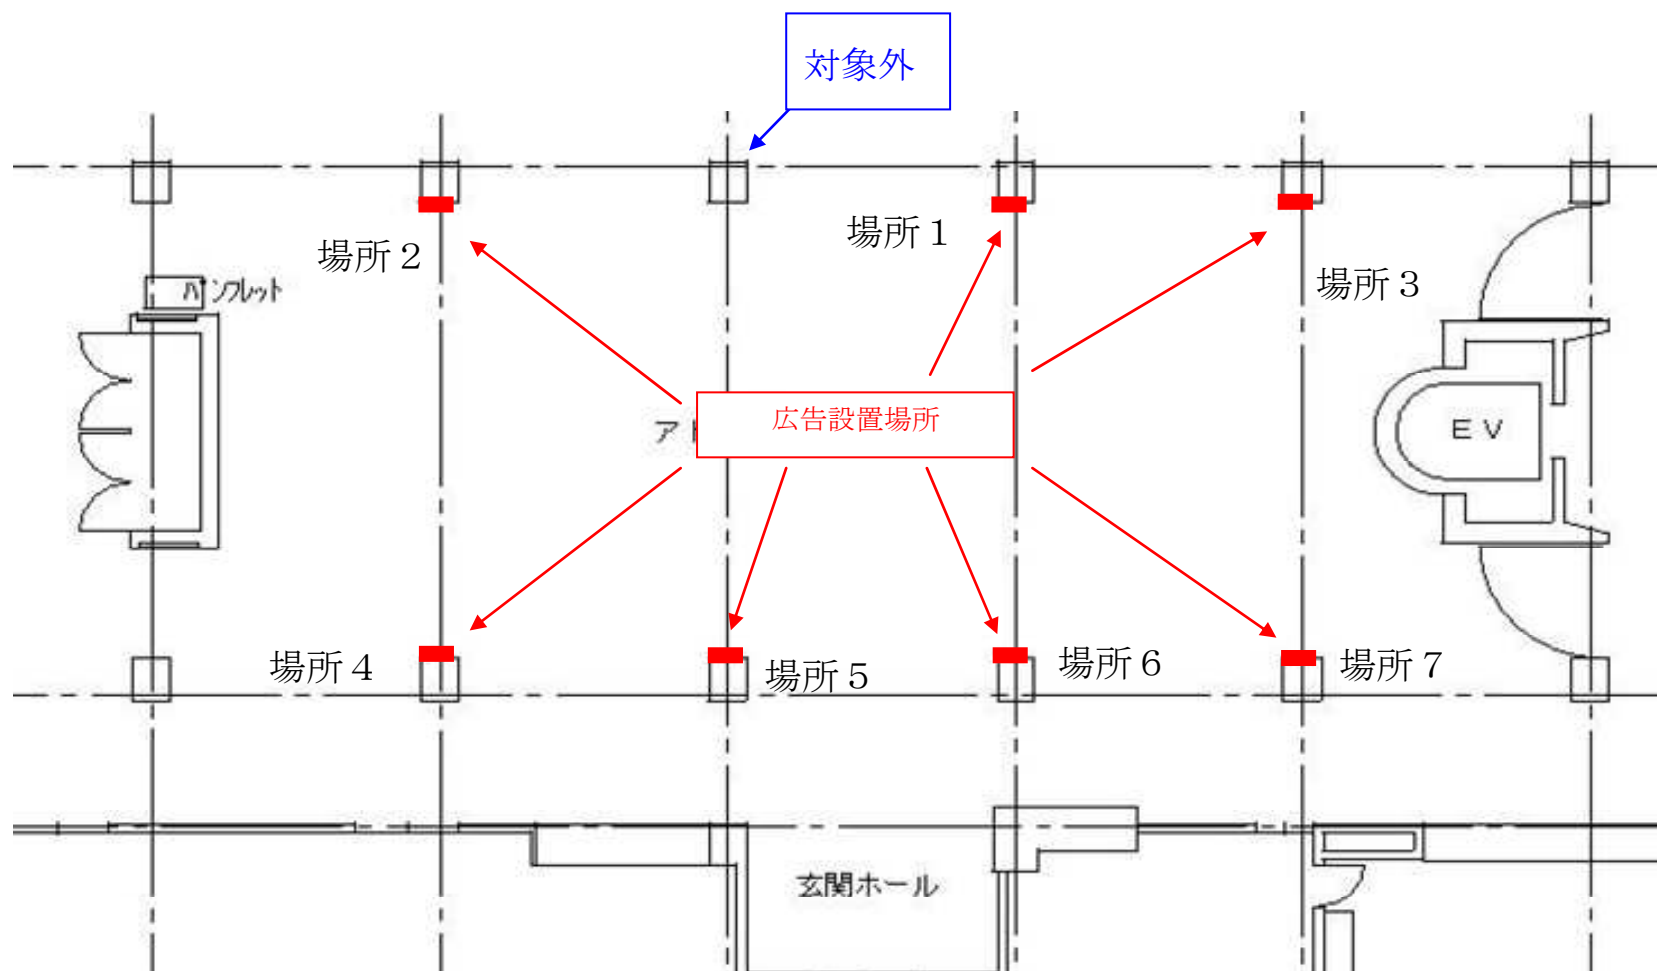 対象外
場所１
場所２
場所３
パンフレット
広告設置場所
ア
ＥＶ
場所４
場所５
場所６
場所７
玄関ホール